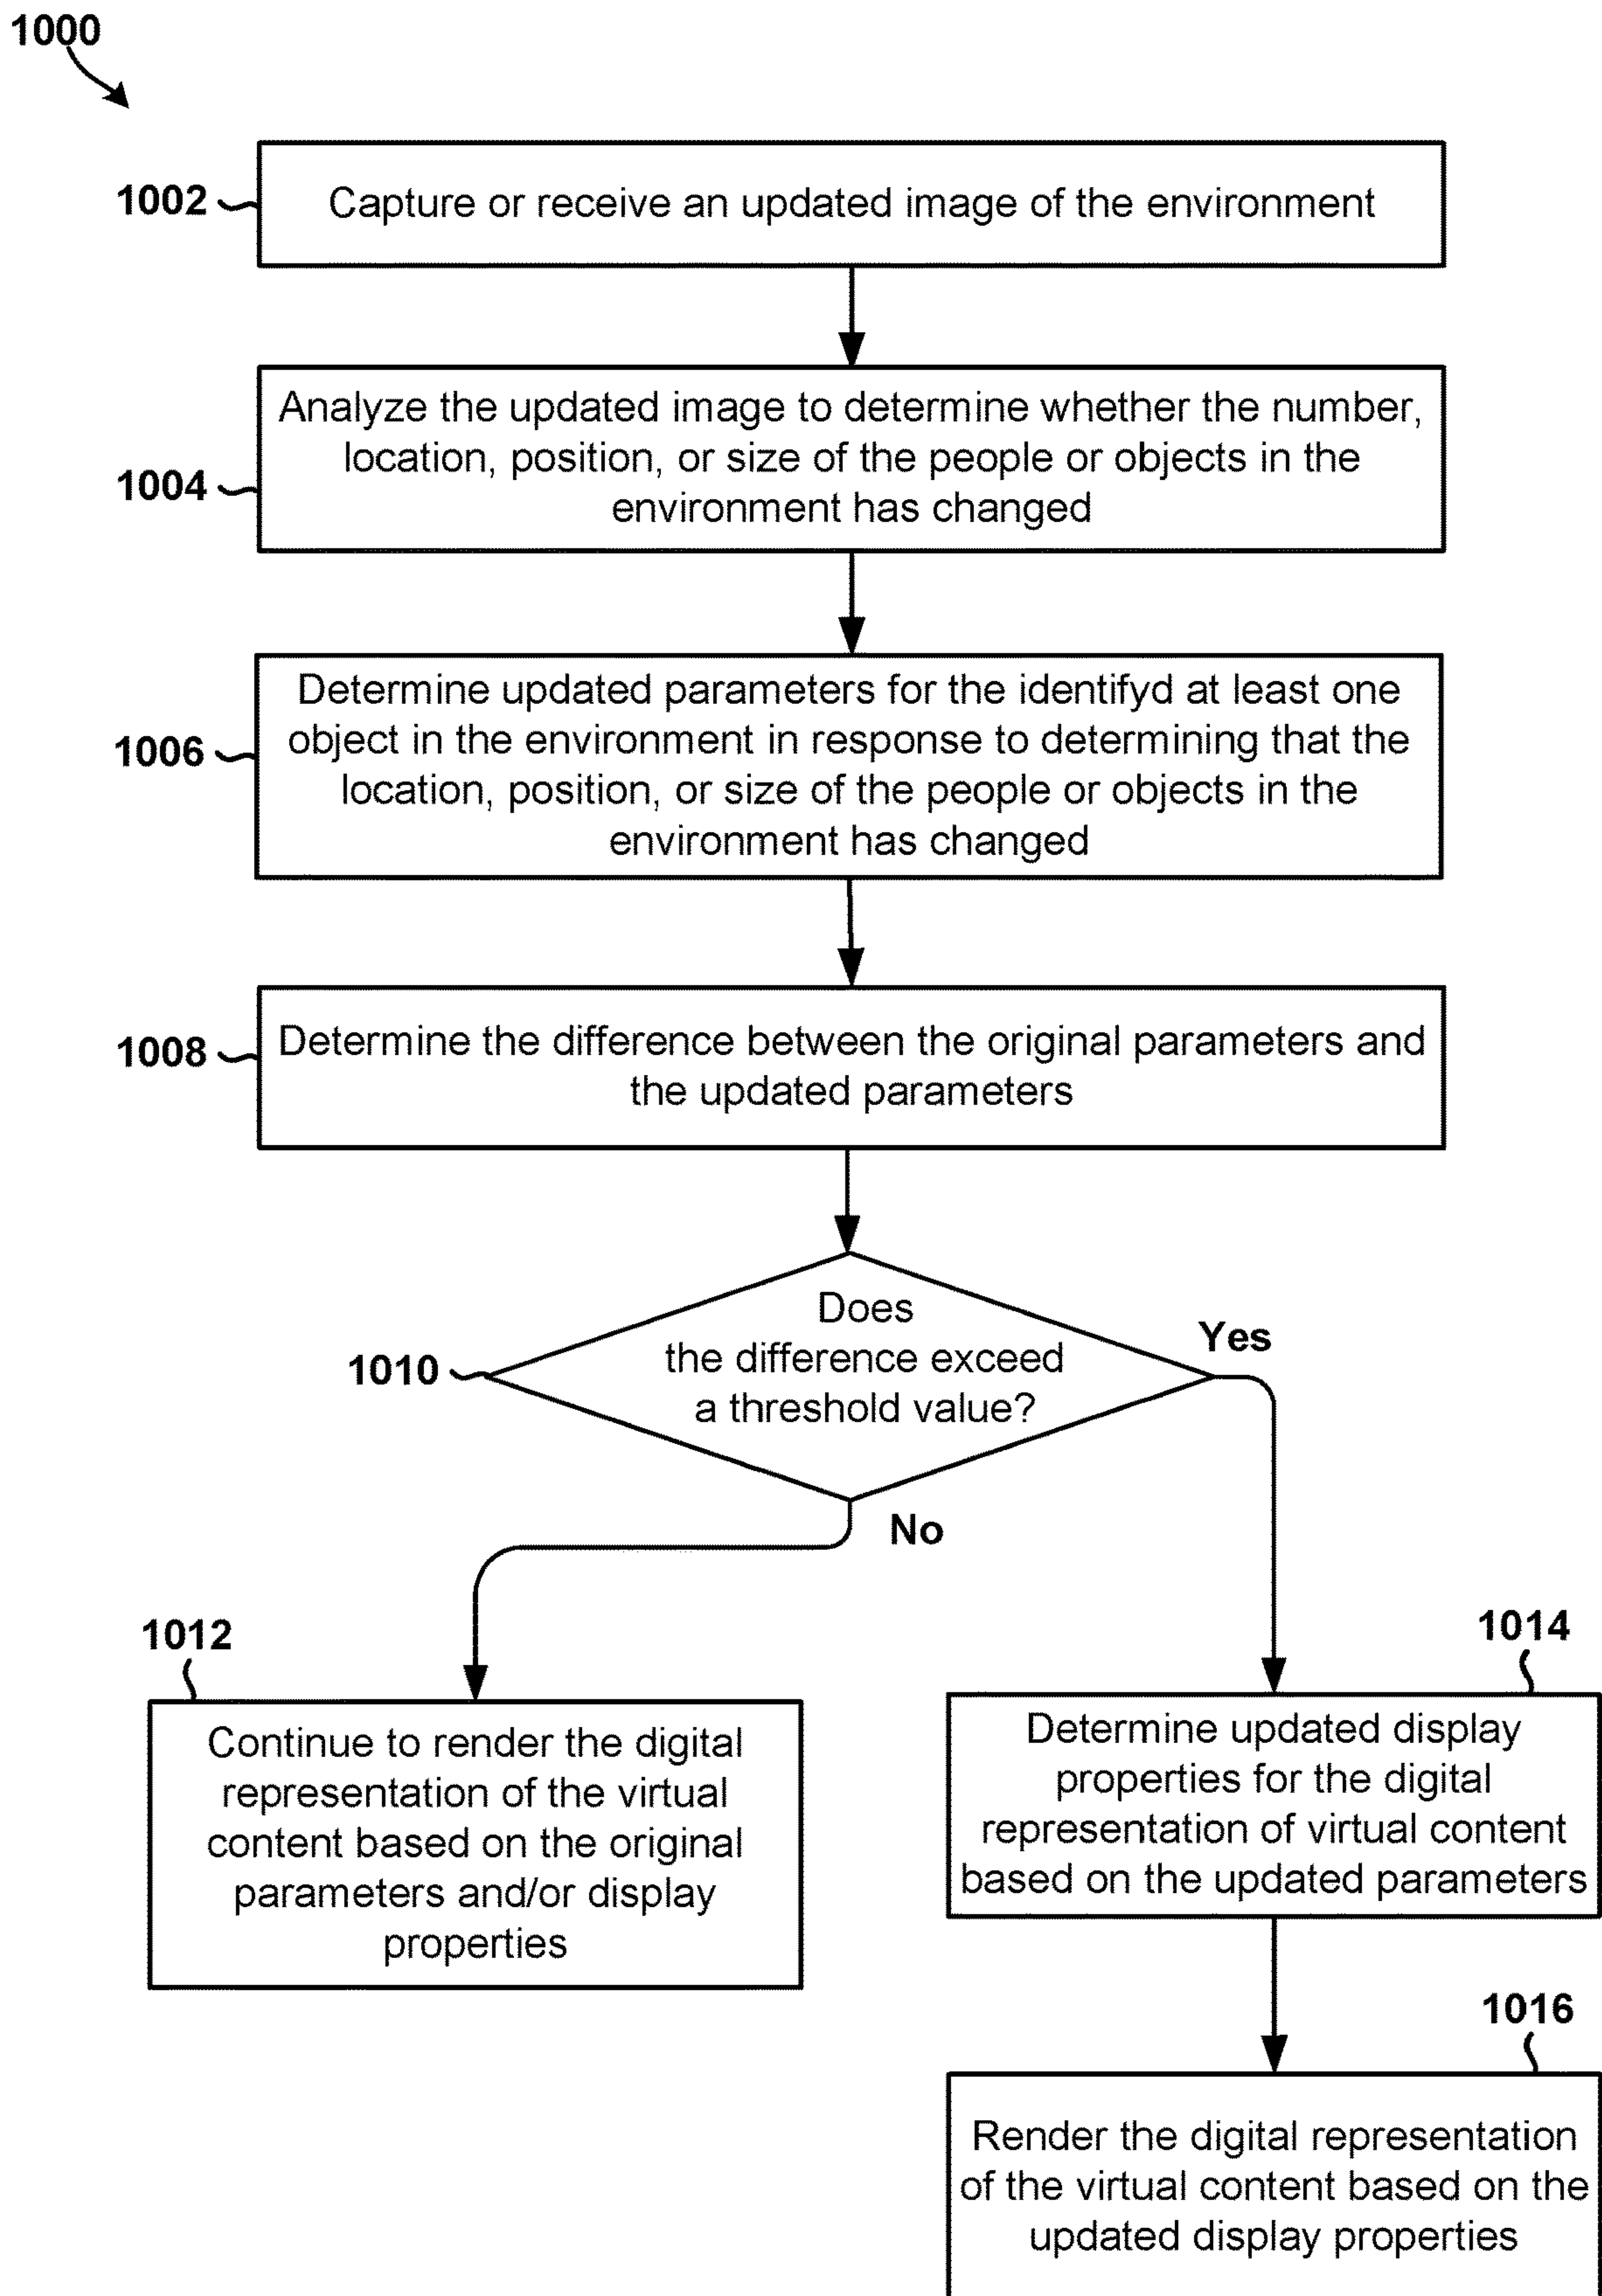 1000
1002
Capture or receive an updated image of the environment
1004
Analyze the updated image to determine whether the number,
location, position, or size of the people or objects in the
environment has changed
1006
Determine updated parameters for the identifyd at least one
object in the environment in response to determining that the
location, position, or size of the people or objects in the
environment has changed
1008
Determine the difference between the original parameters and
the updated parameters
1010
Does
the difference exceed
a threshold value?
Yes
No
1012
Continue to render the digital
representation of the virtual
content based on the original
parameters and/or display
properties
1014
Determine updated display
properties for the digital
representation of virtual content
based on the updated parameters
1016
Render the digital representation
of the virtual content based on the
updated display properties